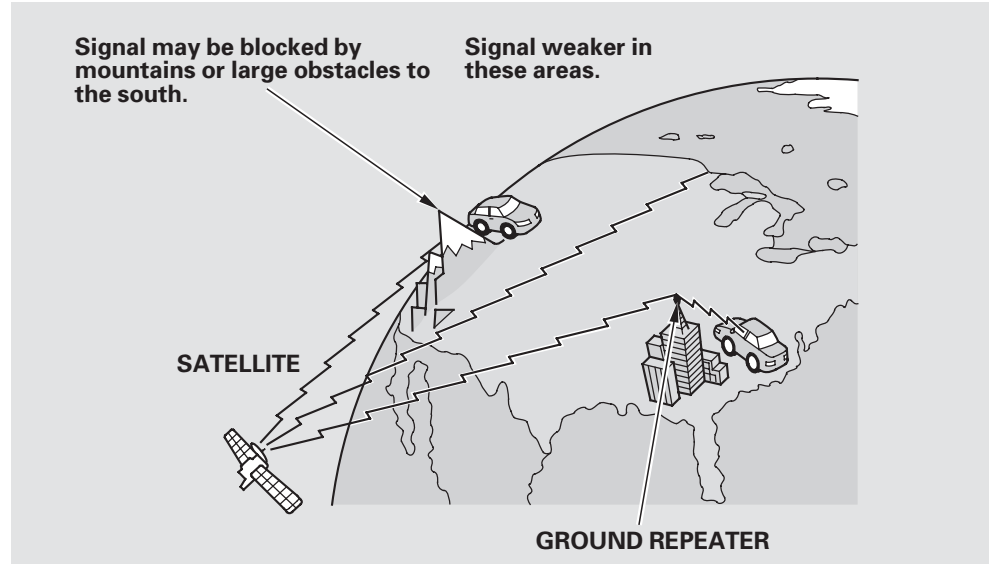 Signal may be blocked by
mountains or large obstacles to
the south.
Signal weaker in
these areas.
SATELLITE
GROUND REPEATER